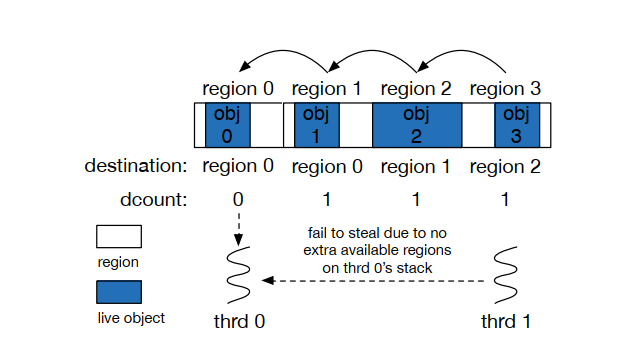 region 0 region 1 region 2 region 3
obj 0 obj 1 obj 2 obj 3
destination: region 0 region 0 region 1 region 2
dcount: 0 1 1 1
fail to steal due to no
extra available regions
on thrd 0's stack
region
live object
thrd 0 thrd 1